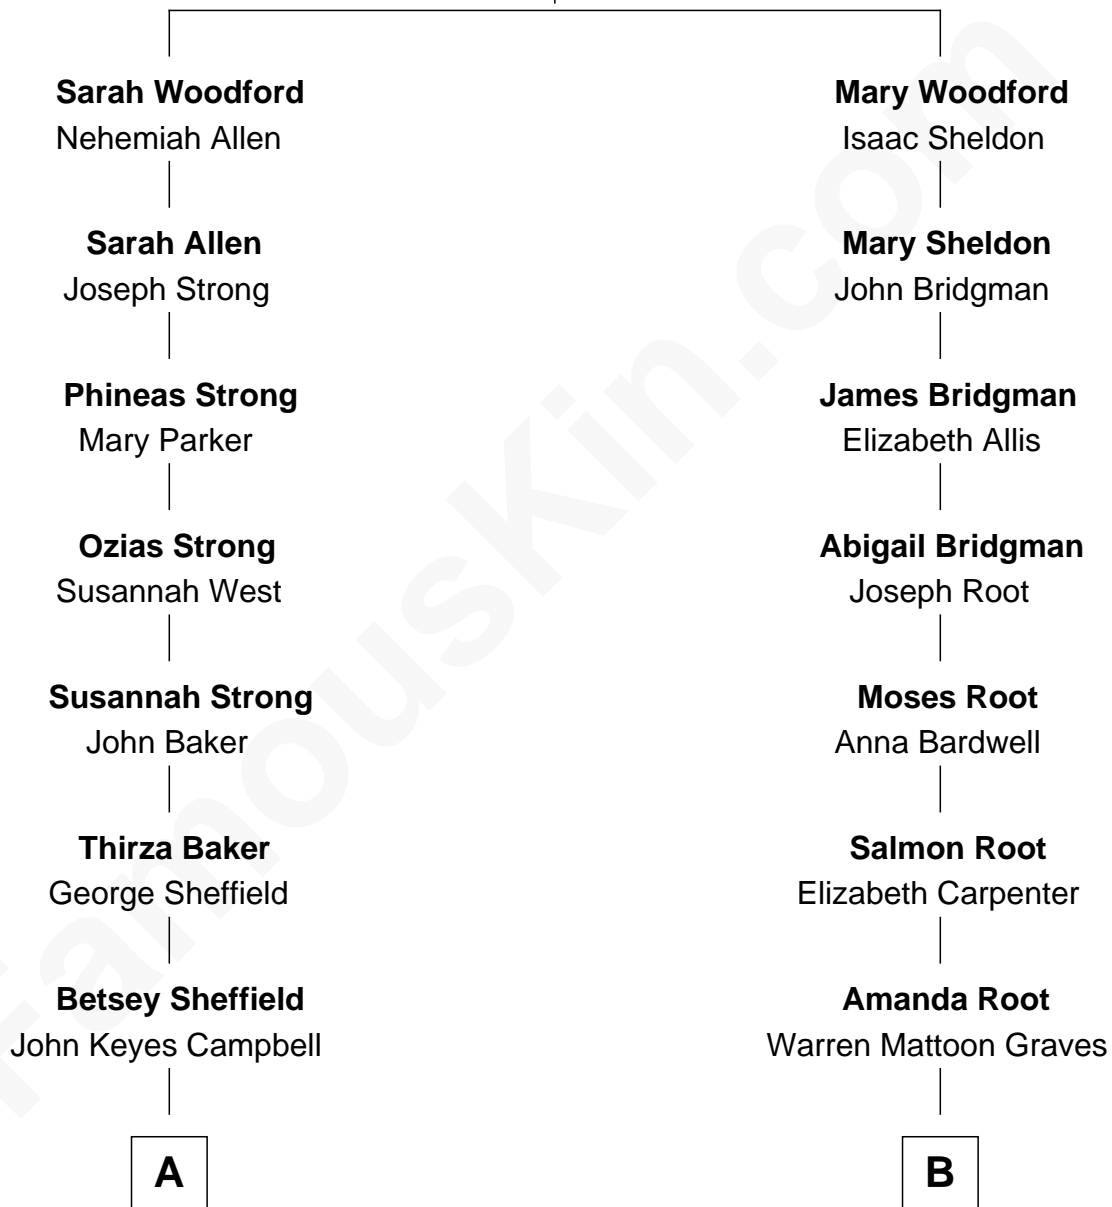 Sarah Woodford
Nehemiah Allen
Sarah Allen
Joseph Strong
Phineas Strong
Mary Parker
Ozias Strong
Susannah West
Susannah Strong
John Baker
Thirza Baker
George Sheffield
Betsey Sheffield
John Keyes Campbell
A
Mary Woodford
Isaac Sheldon
Mary Sheldon
John Bridgman
James Bridgman
Elizabeth Allis
Abigail Bridgman
Joseph Root
Moses Root
Anna Bardwell
Salmon Root
Elizabeth Carpenter
Amanda Root
Warren Mattoon Graves
B
FamousKin.com